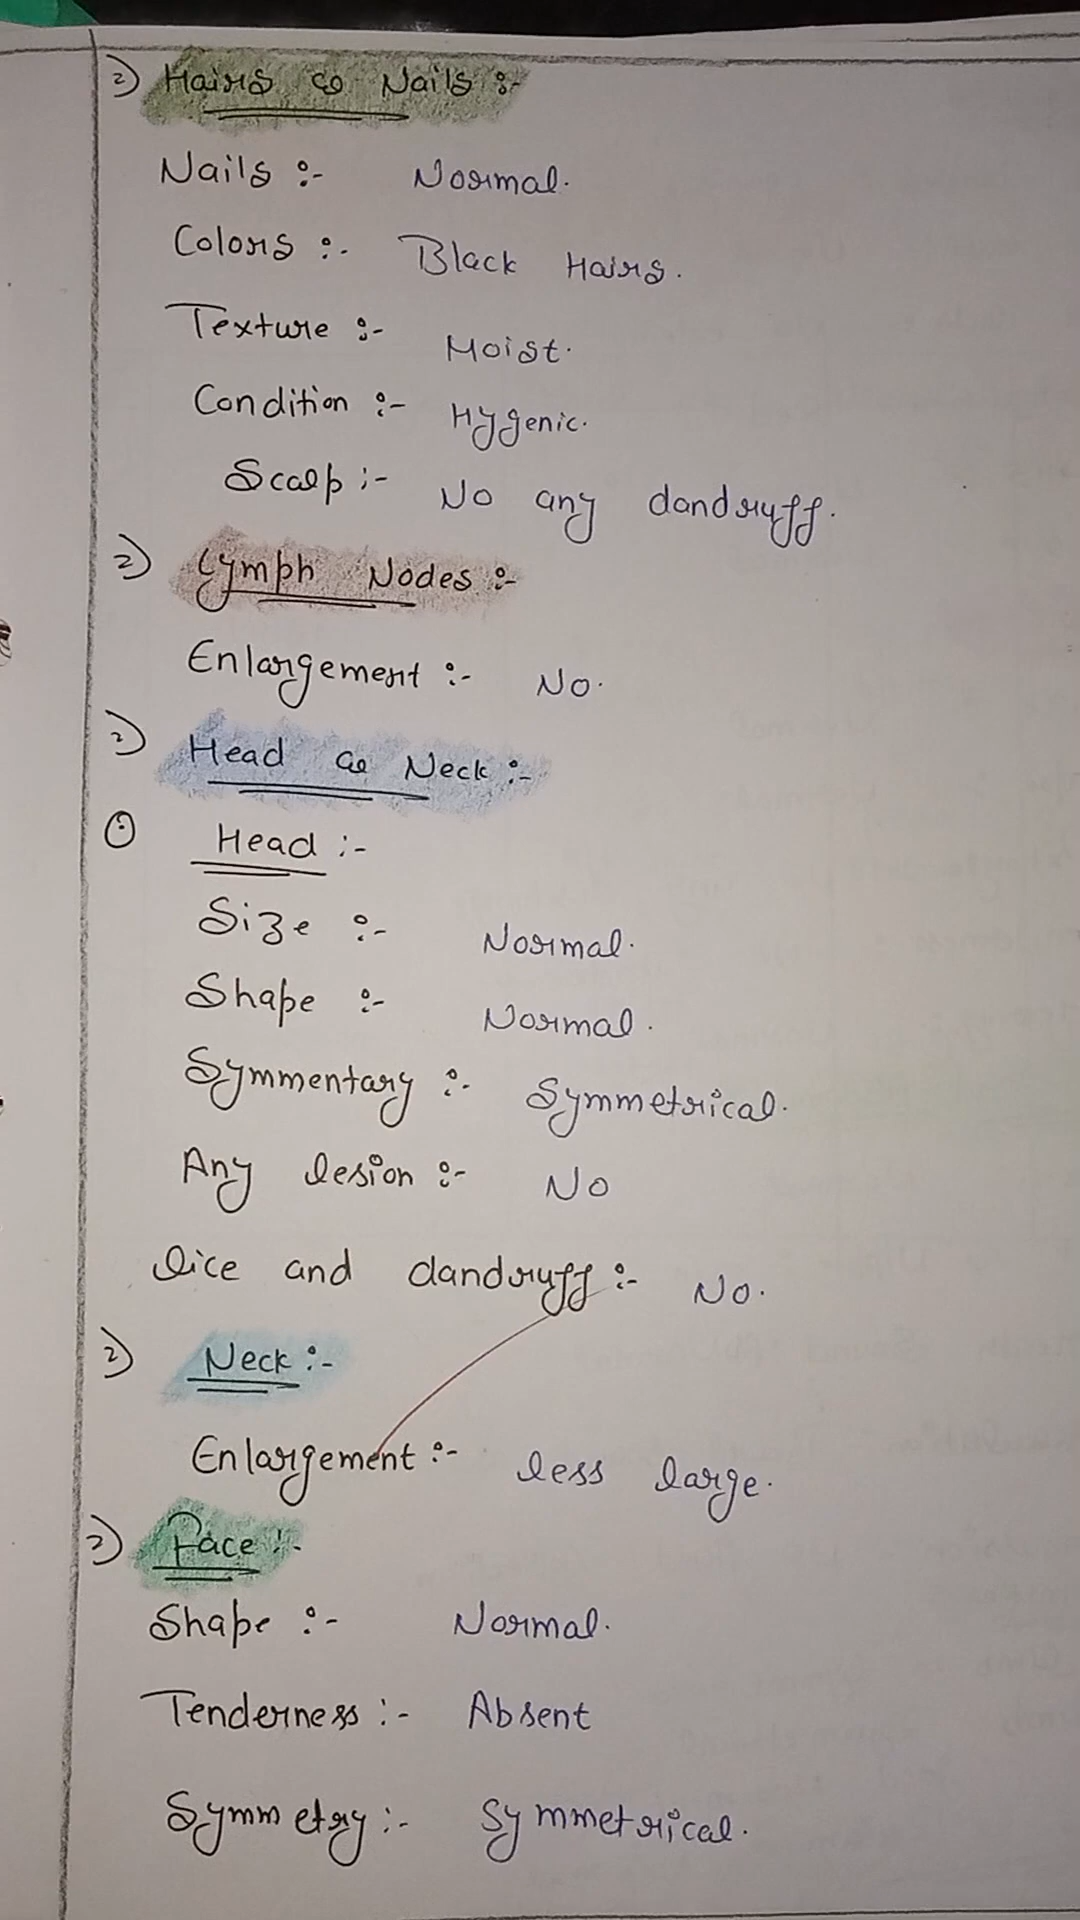 2) Hairs & Nails :-
Nails :- Normal.
Colors :- Black Hairs.
Texture :- Moist.
Condition :- Hygenic.
Scalp :- No any dandruff.
2) Lymph Nodes :-
Enlargement :- No.
2) Head & Neck :-
Head :-
Size :- Normal.
Shape :- Normal.
Symmentary :- Symmetrical.
Any lesion :- No
lice and dandruff :- No.
2) Neck :-
Enlargement :- less large.
2) Face :-
Shape :- Normal.
Tenderness :- Absent
Symmetry :- Symmetrical.